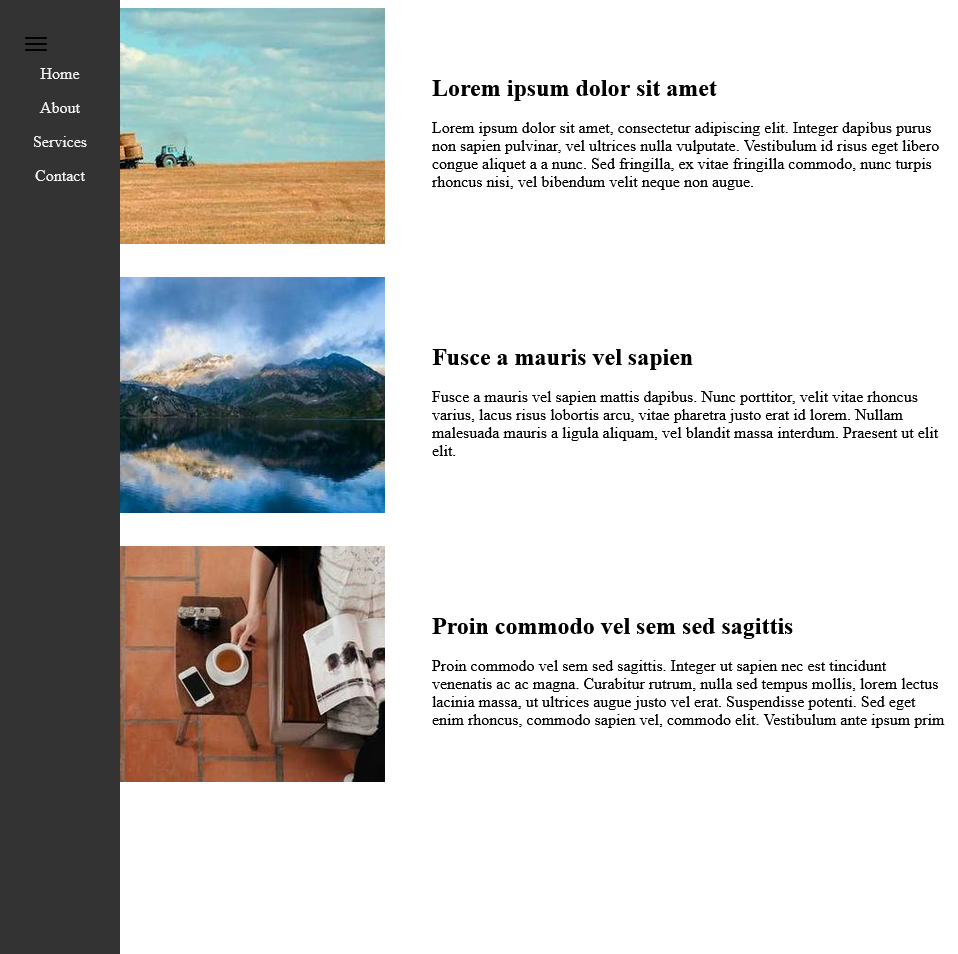 Home
About
Services
Contact
Lorem ipsum dolor sit amet
Lorem ipsum dolor sit amet, consectetur adipiscing elit. Integer dapibus purus
non sapien pulvinar, vel ultrices nulla vulputate. Vestibulum id risus eget libero
congue aliquet a a nunc. Sed fringilla, ex vitae fringilla commodo, nunc turpis
rhoncus nisi, vel bibendum velit neque non augue.
Fusce a mauris vel sapien
Fusce a mauris vel sapien mattis dapibus. Nunc porttitor, velit vitae rhoncus
varius, lacus risus lobortis arcu, vitae pharetra justo erat id lorem. Nullam
malesuada mauris a ligula aliquam, vel blandit massa interdum. Praesent ut elit
elit.
Proin commodo vel sem sed sagittis
Proin commodo vel sem sed sagittis. Integer ut sapien nec est tincidunt
venenatis ac ac magna. Curabitur rutrum, nulla sed tempus mollis, lorem lectus
lacinia massa, ut ultrices augue justo vel erat. Suspendisse potenti. Sed eget
enim rhoncus, commodo sapien vel, commodo elit. Vestibulum ante ipsum prim